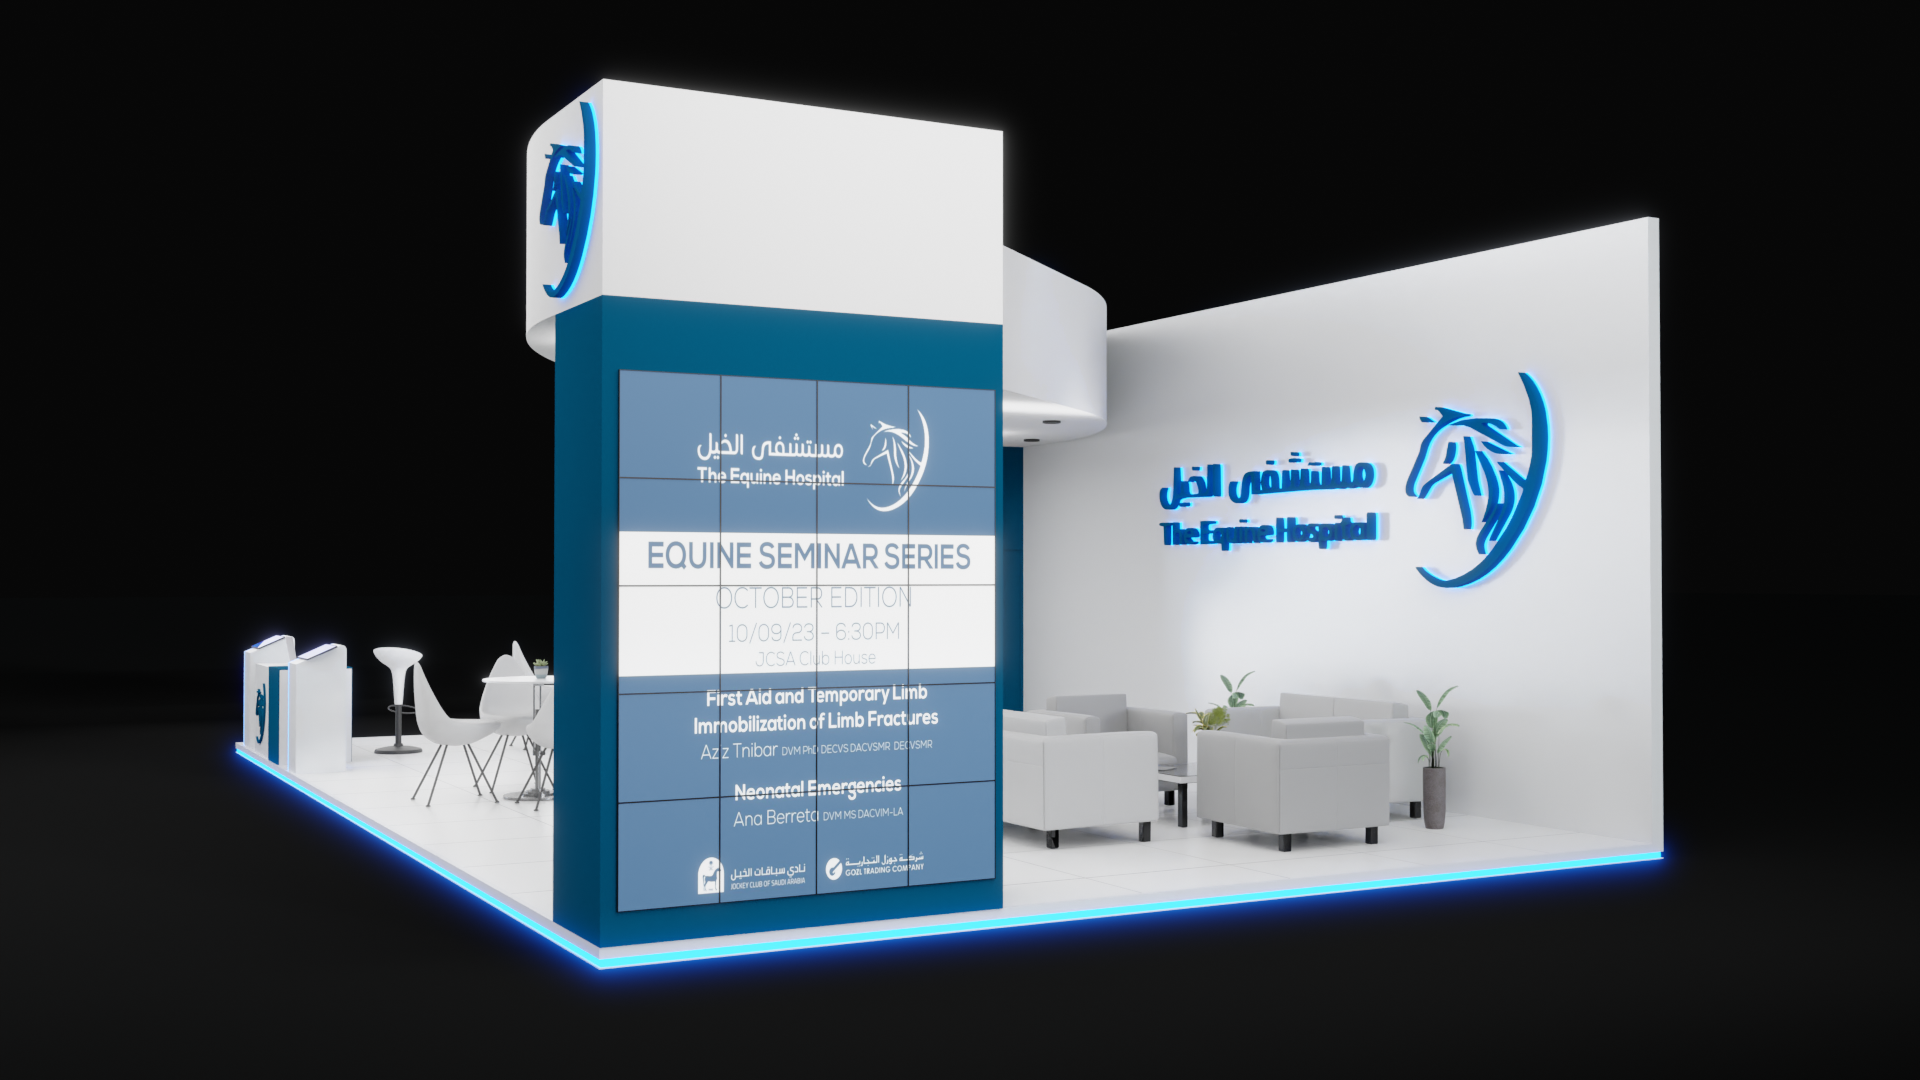 مستشفى الخيل
The Equine Hospital
EQUINE SEMINAR SERIES
OCTOBER EDITION
10/09/23 - 6:30PM
JCSA Club House
First Aid and Temporary Limb
Immobilization of Limb Fractures
Aziz Tnibar DVM PhD DECVS DACVSMR DECVSMR
Neonatal Emergencies
Ana Berreta DVM MS DACVIM-LA
نادي سباقات الخيل
JOCKEY CLUB OF SAUDI ARABIA
شركة جوزل التجارية
GOZL TRADING COMPANY
مستشفى الخيل
The Equine Hospital